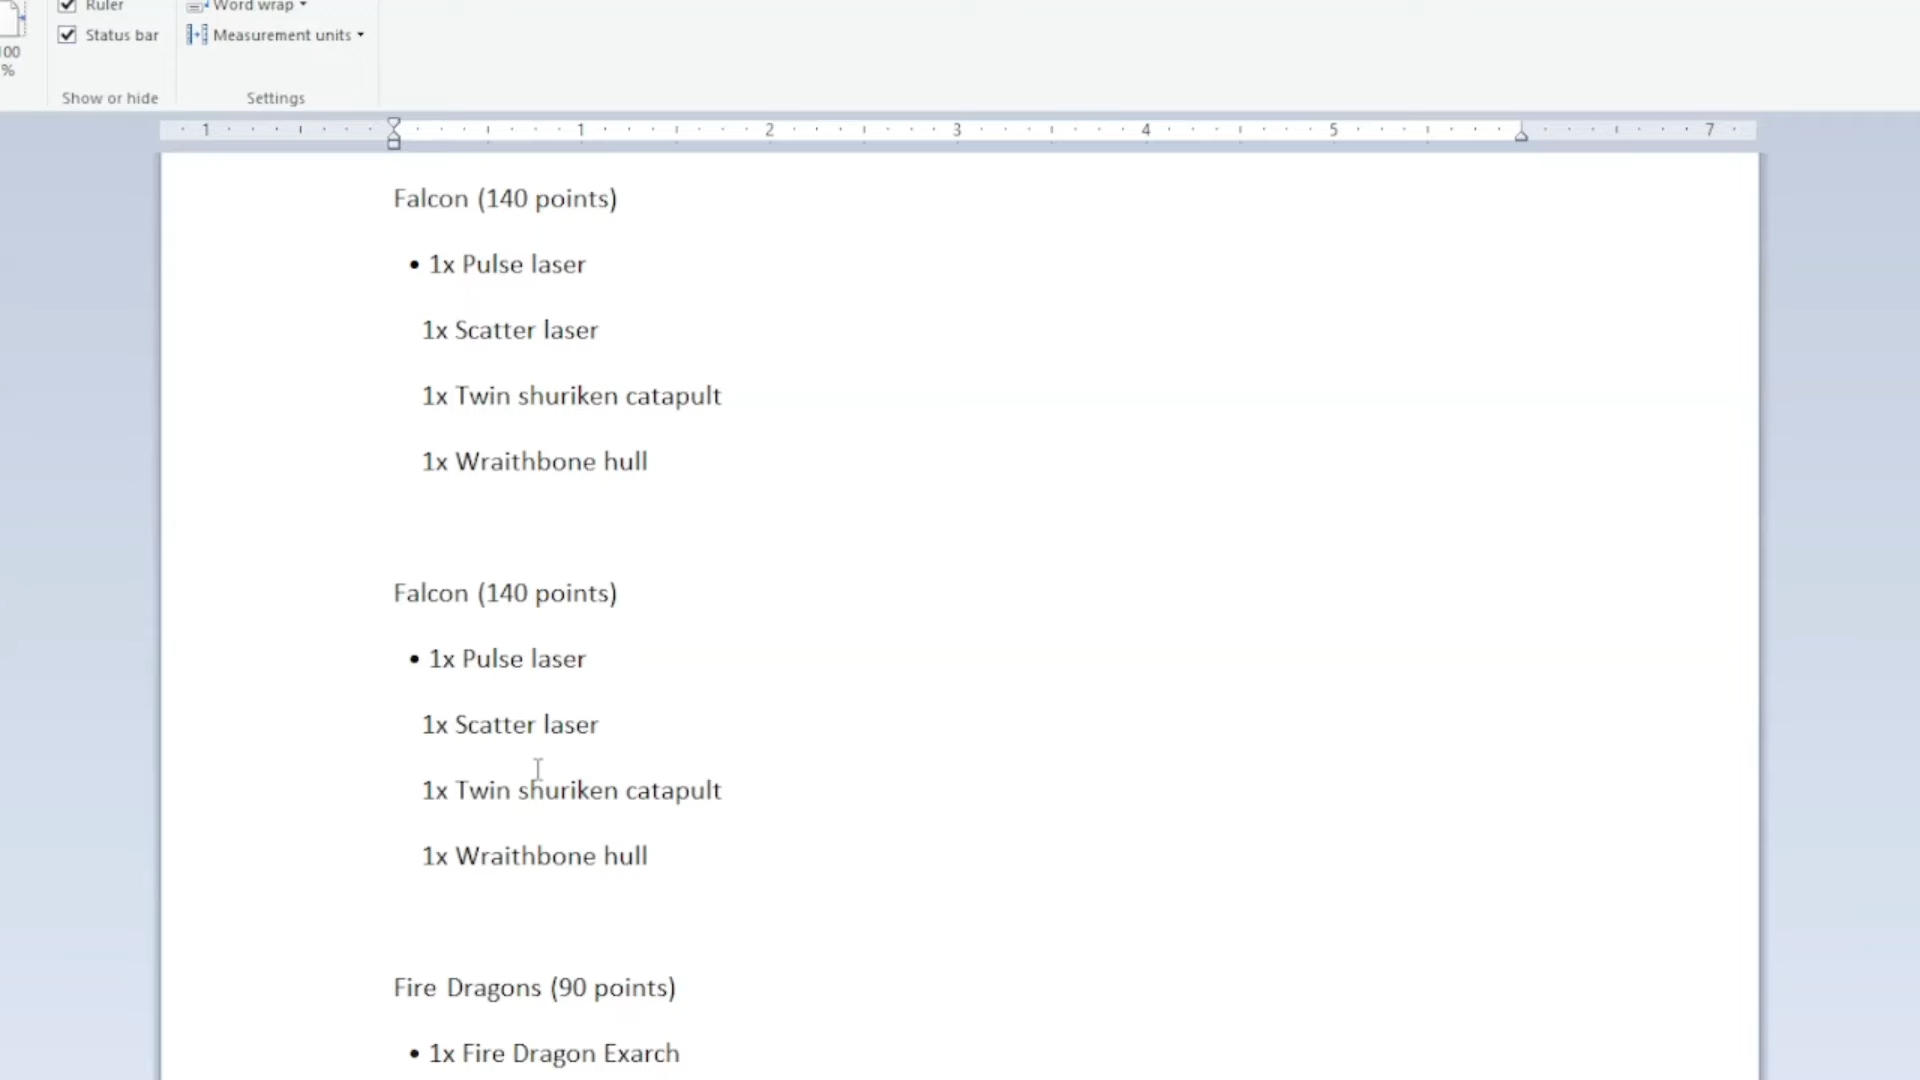 Ruler
Word wrap
Status bar
Measurement units
100
%
Show or hide
Settings
1 1 2 3 4 5 7
Falcon (140 points)
• 1x Pulse laser
1x Scatter laser
1x Twin shuriken catapult
1x Wraithbone hull
Falcon (140 points)
• 1x Pulse laser
1x Scatter laser
1x Twin shuriken catapult
1x Wraithbone hull
Fire Dragons (90 points)
• 1x Fire Dragon Exarch